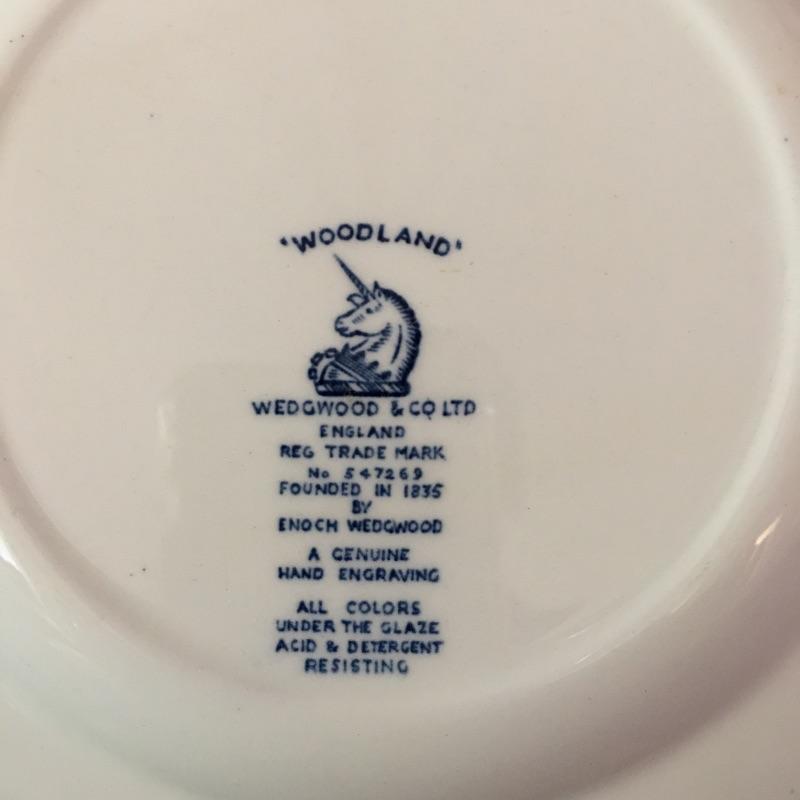 'WOODLAND'
WEDGWOOD & CO LTD
ENGLAND
REG TRADE MARK
No 547269
FOUNDED IN 1835
BY
ENOCH WEDGWOOD
A GENUINE
HAND ENGRAVING
ALL COLORS
UNDER THE GLAZE
ACID & DETERGENT
RESISTING